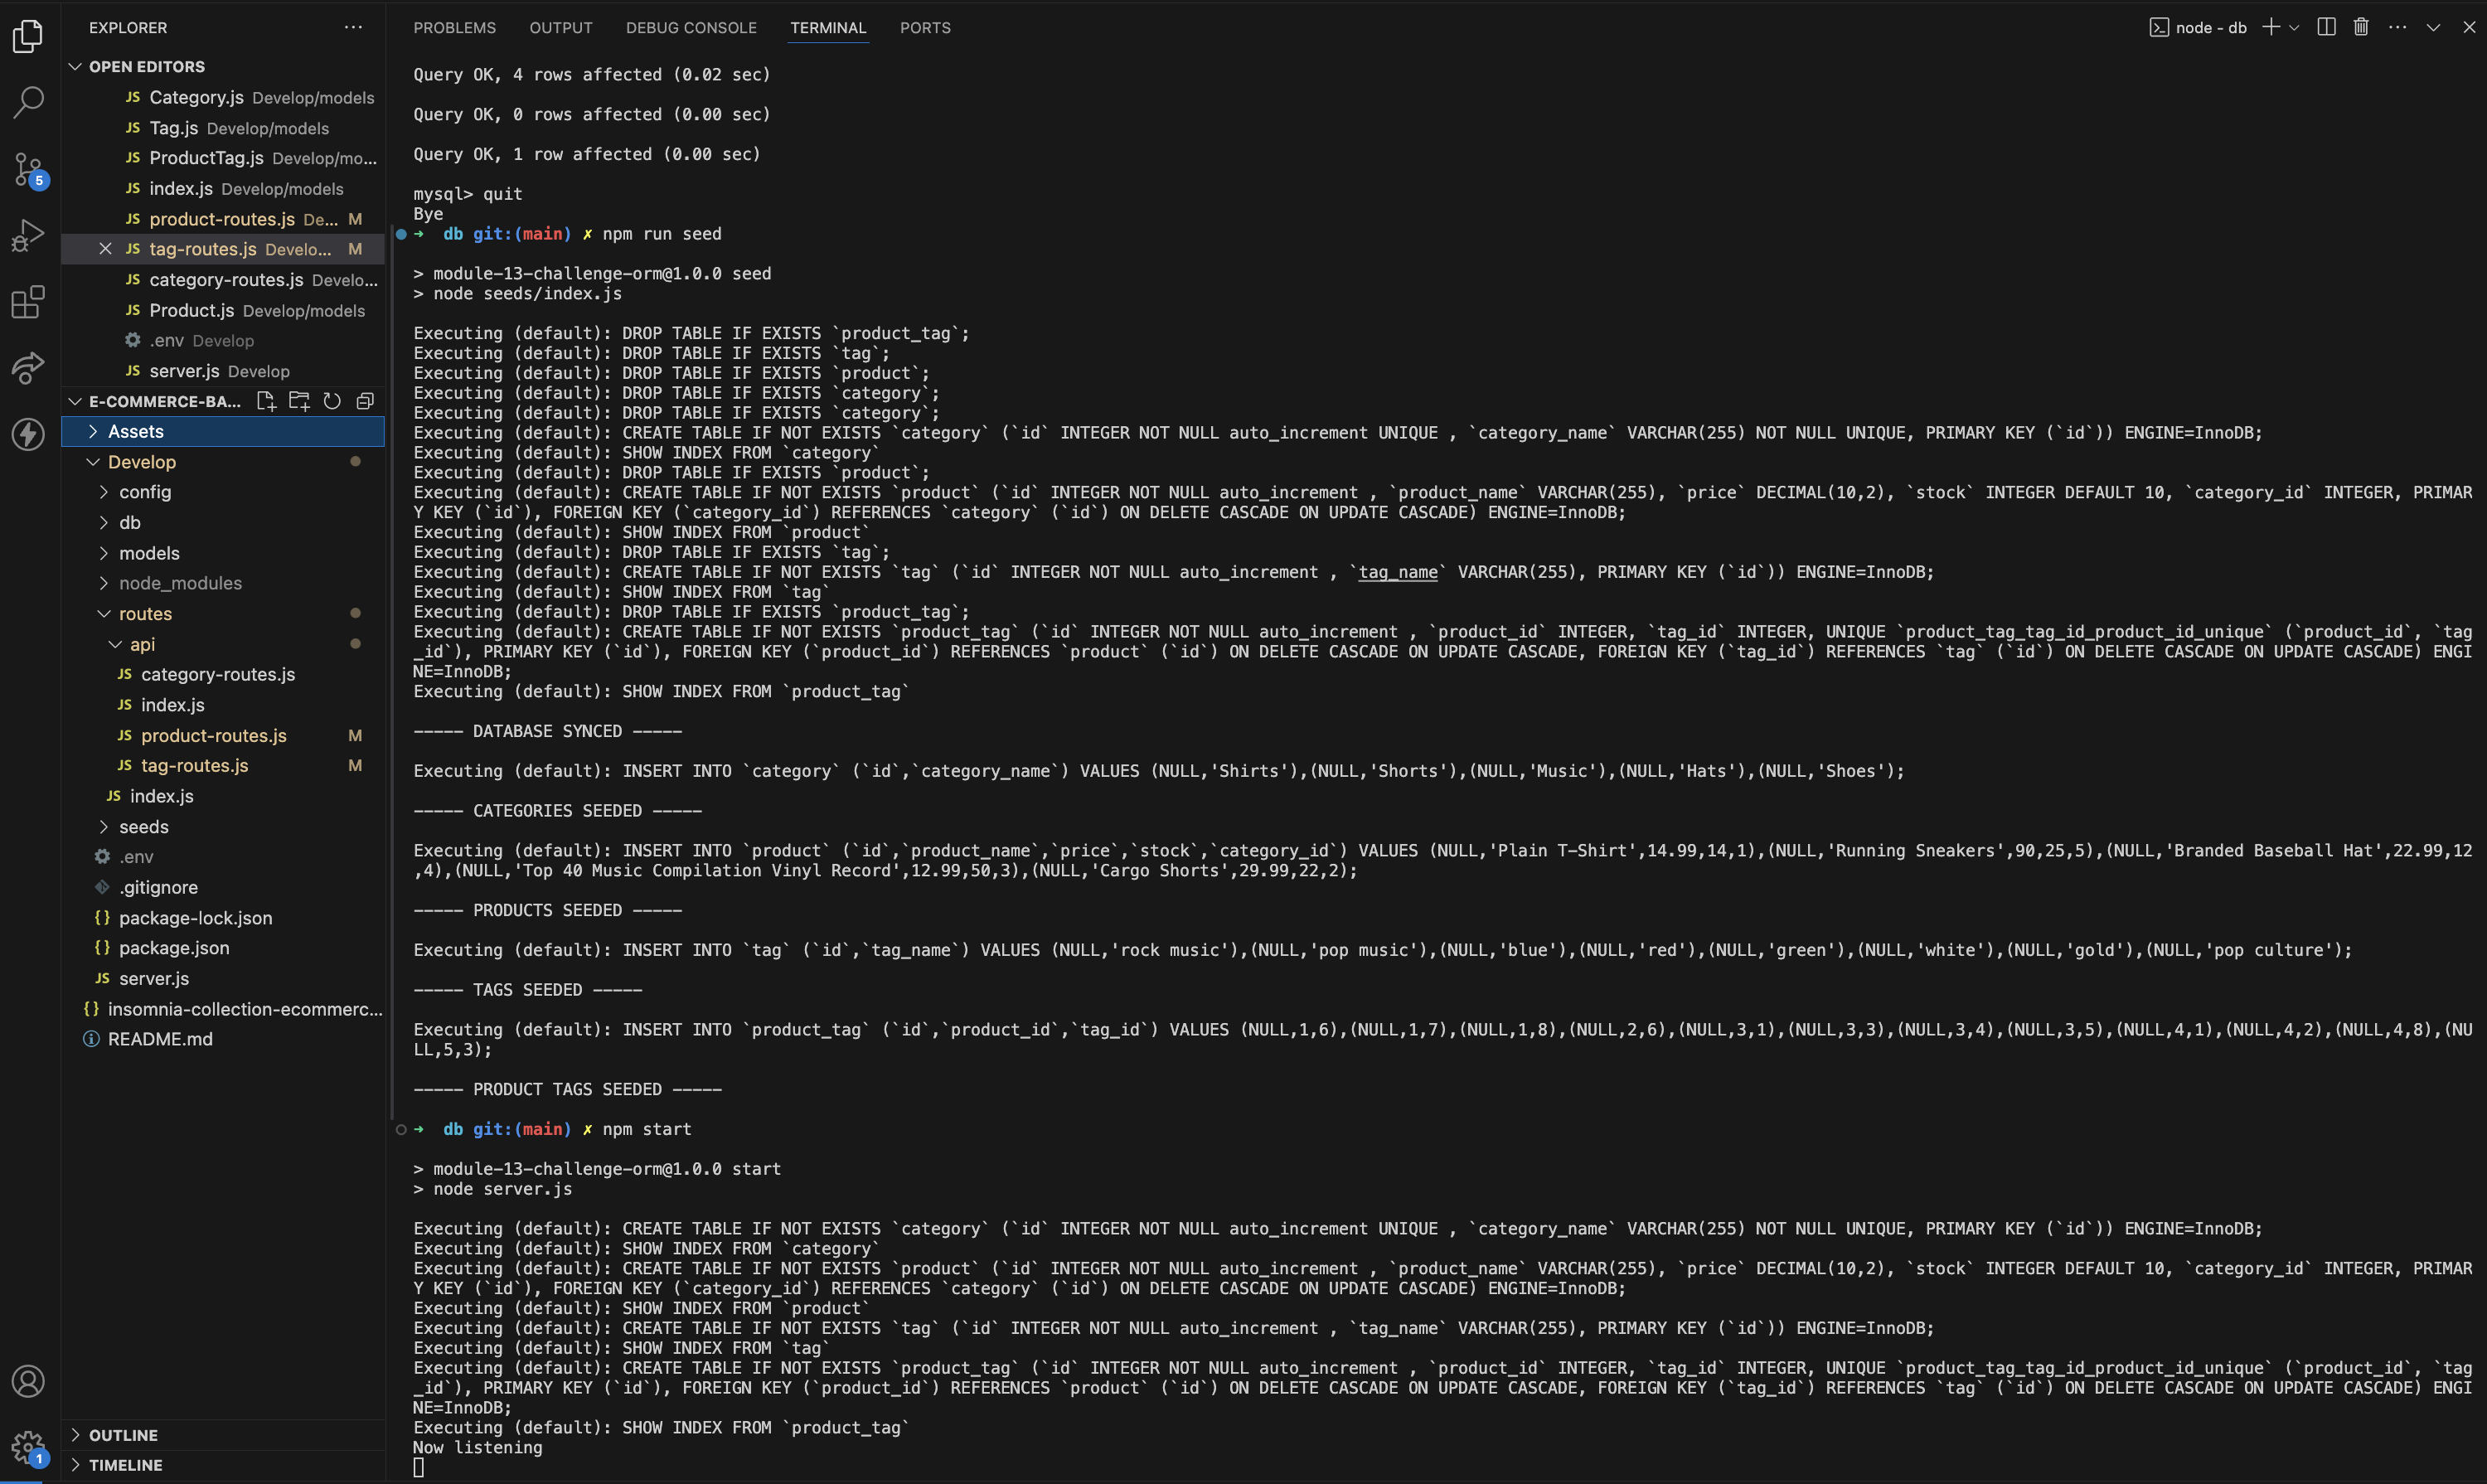 EXPLORER
OPEN EDITORS
JS Category.js Develop/models
JS Tag.js Develop/models
JS ProductTag.js Develop/mo...
JS index.js Develop/models
JS product-routes.js De... M
JS tag-routes.js Develo... M
JS category-routes.js Develo...
JS Product.js Develop/models
.env Develop
JS server.js Develop
E-COMMERCE-BA...
Assets
Develop
config
db
models
node_modules
routes
api
JS category-routes.js
JS index.js
JS product-routes.js M
JS tag-routes.js M
JS index.js
seeds
.env
.gitignore
{} package-lock.json
{} package.json
JS server.js
{} insomnia-collection-ecommerc...
README.md
OUTLINE
TIMELINE
5
1
PROBLEMS OUTPUT DEBUG CONSOLE TERMINAL PORTS
node - db
Query OK, 4 rows affected (0.02 sec)
Query OK, 0 rows affected (0.00 sec)
Query OK, 1 row affected (0.00 sec)
mysql> quit
Bye
➜ db git:(main) ✗ npm run seed
> module-13-challenge-orm@1.0.0 seed
> node seeds/index.js
Executing (default): DROP TABLE IF EXISTS `product_tag`;
Executing (default): DROP TABLE IF EXISTS `tag`;
Executing (default): DROP TABLE IF EXISTS `product`;
Executing (default): DROP TABLE IF EXISTS `category`;
Executing (default): DROP TABLE IF EXISTS `category`;
Executing (default): CREATE TABLE IF NOT EXISTS `category` (`id` INTEGER NOT NULL auto_increment UNIQUE , `category_name` VARCHAR(255) NOT NULL UNIQUE, PRIMARY KEY (`id`)) ENGINE=InnoDB;
Executing (default): SHOW INDEX FROM `category`
Executing (default): DROP TABLE IF EXISTS `product`;
Executing (default): CREATE TABLE IF NOT EXISTS `product` (`id` INTEGER NOT NULL auto_increment , `product_name` VARCHAR(255), `price` DECIMAL(10,2), `stock` INTEGER DEFAULT 10, `category_id` INTEGER, PRIMAR
Y KEY (`id`), FOREIGN KEY (`category_id`) REFERENCES `category` (`id`) ON DELETE CASCADE ON UPDATE CASCADE) ENGINE=InnoDB;
Executing (default): SHOW INDEX FROM `product`
Executing (default): DROP TABLE IF EXISTS `tag`;
Executing (default): CREATE TABLE IF NOT EXISTS `tag` (`id` INTEGER NOT NULL auto_increment , `tag_name` VARCHAR(255), PRIMARY KEY (`id`)) ENGINE=InnoDB;
Executing (default): SHOW INDEX FROM `tag`
Executing (default): DROP TABLE IF EXISTS `product_tag`;
Executing (default): CREATE TABLE IF NOT EXISTS `product_tag` (`id` INTEGER NOT NULL auto_increment , `product_id` INTEGER, `tag_id` INTEGER, UNIQUE `product_tag_tag_id_product_id_unique` (`product_id`, `tag
_id`), PRIMARY KEY (`id`), FOREIGN KEY (`product_id`) REFERENCES `product` (`id`) ON DELETE CASCADE ON UPDATE CASCADE, FOREIGN KEY (`tag_id`) REFERENCES `tag` (`id`) ON DELETE CASCADE ON UPDATE CASCADE) ENGI
NE=InnoDB;
Executing (default): SHOW INDEX FROM `product_tag`
----- DATABASE SYNCED -----
Executing (default): INSERT INTO `category` (`id`,`category_name`) VALUES (NULL,'Shirts'),(NULL,'Shorts'),(NULL,'Music'),(NULL,'Hats'),(NULL,'Shoes');
----- CATEGORIES SEEDED -----
Executing (default): INSERT INTO `product` (`id`,`product_name`,`price`,`stock`,`category_id`) VALUES (NULL,'Plain T-Shirt',14.99,14,1),(NULL,'Running Sneakers',90,25,5),(NULL,'Branded Baseball Hat',22.99,12
,4),(NULL,'Top 40 Music Compilation Vinyl Record',12.99,50,3),(NULL,'Cargo Shorts',29.99,22,2);
----- PRODUCTS SEEDED -----
Executing (default): INSERT INTO `tag` (`id`,`tag_name`) VALUES (NULL,'rock music'),(NULL,'pop music'),(NULL,'blue'),(NULL,'red'),(NULL,'green'),(NULL,'white'),(NULL,'gold'),(NULL,'pop culture');
----- TAGS SEEDED -----
Executing (default): INSERT INTO `product_tag` (`id`,`product_id`,`tag_id`) VALUES (NULL,1,6),(NULL,1,7),(NULL,1,8),(NULL,2,6),(NULL,3,1),(NULL,3,3),(NULL,3,4),(NULL,3,5),(NULL,4,1),(NULL,4,2),(NULL,4,8),(NU
LL,5,3);
----- PRODUCT TAGS SEEDED -----
➜ db git:(main) ✗ npm start
> module-13-challenge-orm@1.0.0 start
> node server.js
Executing (default): CREATE TABLE IF NOT EXISTS `category` (`id` INTEGER NOT NULL auto_increment UNIQUE , `category_name` VARCHAR(255) NOT NULL UNIQUE, PRIMARY KEY (`id`)) ENGINE=InnoDB;
Executing (default): SHOW INDEX FROM `category`
Executing (default): CREATE TABLE IF NOT EXISTS `product` (`id` INTEGER NOT NULL auto_increment , `product_name` VARCHAR(255), `price` DECIMAL(10,2), `stock` INTEGER DEFAULT 10, `category_id` INTEGER, PRIMAR
Y KEY (`id`), FOREIGN KEY (`category_id`) REFERENCES `category` (`id`) ON DELETE CASCADE ON UPDATE CASCADE) ENGINE=InnoDB;
Executing (default): SHOW INDEX FROM `product`
Executing (default): CREATE TABLE IF NOT EXISTS `tag` (`id` INTEGER NOT NULL auto_increment , `tag_name` VARCHAR(255), PRIMARY KEY (`id`)) ENGINE=InnoDB;
Executing (default): SHOW INDEX FROM `tag`
Executing (default): CREATE TABLE IF NOT EXISTS `product_tag` (`id` INTEGER NOT NULL auto_increment , `product_id` INTEGER, `tag_id` INTEGER, UNIQUE `product_tag_tag_id_product_id_unique` (`product_id`, `tag
_id`), PRIMARY KEY (`id`), FOREIGN KEY (`product_id`) REFERENCES `product` (`id`) ON DELETE CASCADE ON UPDATE CASCADE, FOREIGN KEY (`tag_id`) REFERENCES `tag` (`id`) ON DELETE CASCADE ON UPDATE CASCADE) ENGI
NE=InnoDB;
Executing (default): SHOW INDEX FROM `product_tag`
Now listening